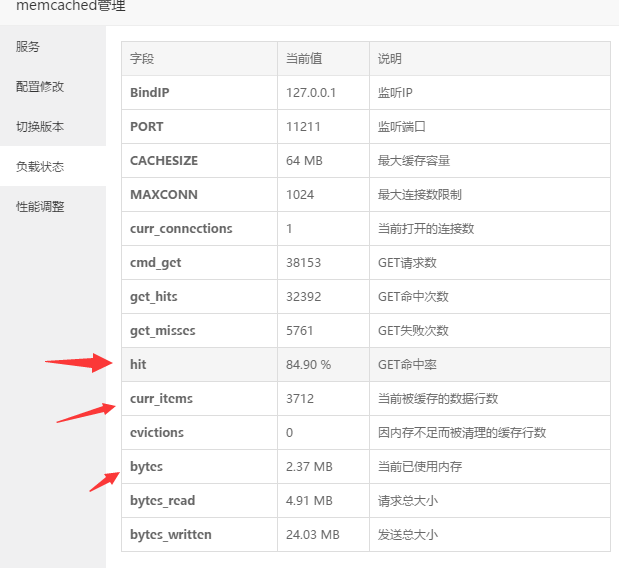 memcached管理
服务
配置修改
切换版本
负载状态
性能调整
字段 当前值 说明
BindIP 127.0.0.1 监听IP
PORT 11211 监听端口
CACHESIZE 64 MB 最大缓存容量
MAXCONN 1024 最大连接数限制
curr_connections 1 当前打开的连接数
cmd_get 38153 GET请求数
get_hits 32392 GET命中次数
get_misses 5761 GET失败次数
hit 84.90 % GET命中率
curr_items 3712 当前被缓存的数据行数
evictions 0 因内存不足而被清理的缓存行数
bytes 2.37 MB 当前已使用内存
bytes_read 4.91 MB 请求总大小
bytes_written 24.03 MB 发送总大小